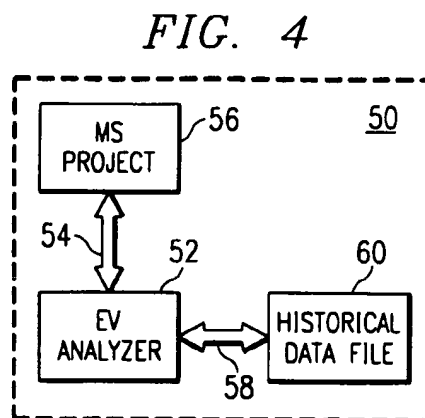 FIG. 4
MS
PROJECT
56
50
54
52
60
EV
ANALYZER
HISTORICAL
DATA FILE
58